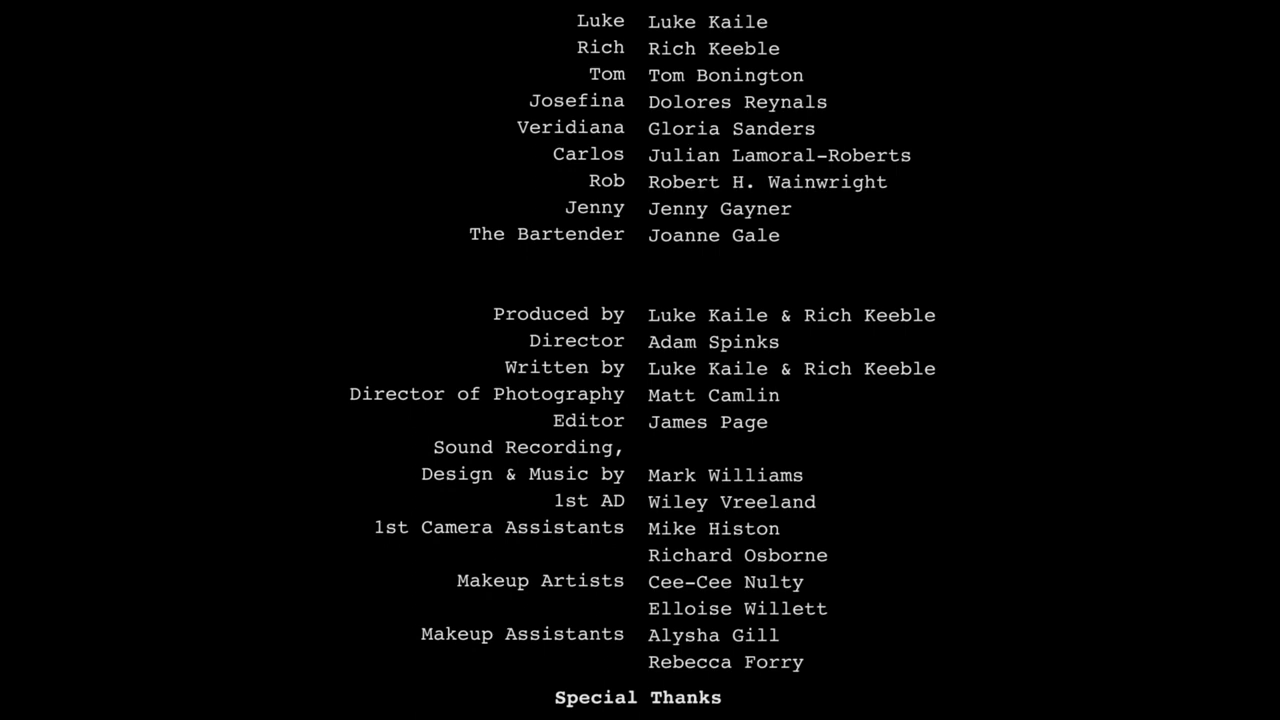 Luke Luke Kaile
Rich Rich Keeble
Tom Tom Bonington
Josefina Dolores Reynals
Veridiana Gloria Sanders
Carlos Julian Lamoral-Roberts
Rob Robert H. Wainwright
Jenny Jenny Gayner
The Bartender Joanne Gale
Produced by Luke Kaile & Rich Keeble
Director Adam Spinks
Written by Luke Kaile & Rich Keeble
Director of Photography Matt Camlin
Editor James Page
Sound Recording,
Design & Music by Mark Williams
1st AD Wiley Vreeland
1st Camera Assistants Mike Histon
Richard Osborne
Makeup Artists Cee-Cee Nulty
Elloise Willett
Makeup Assistants Alysha Gill
Rebecca Forry
Special Thanks